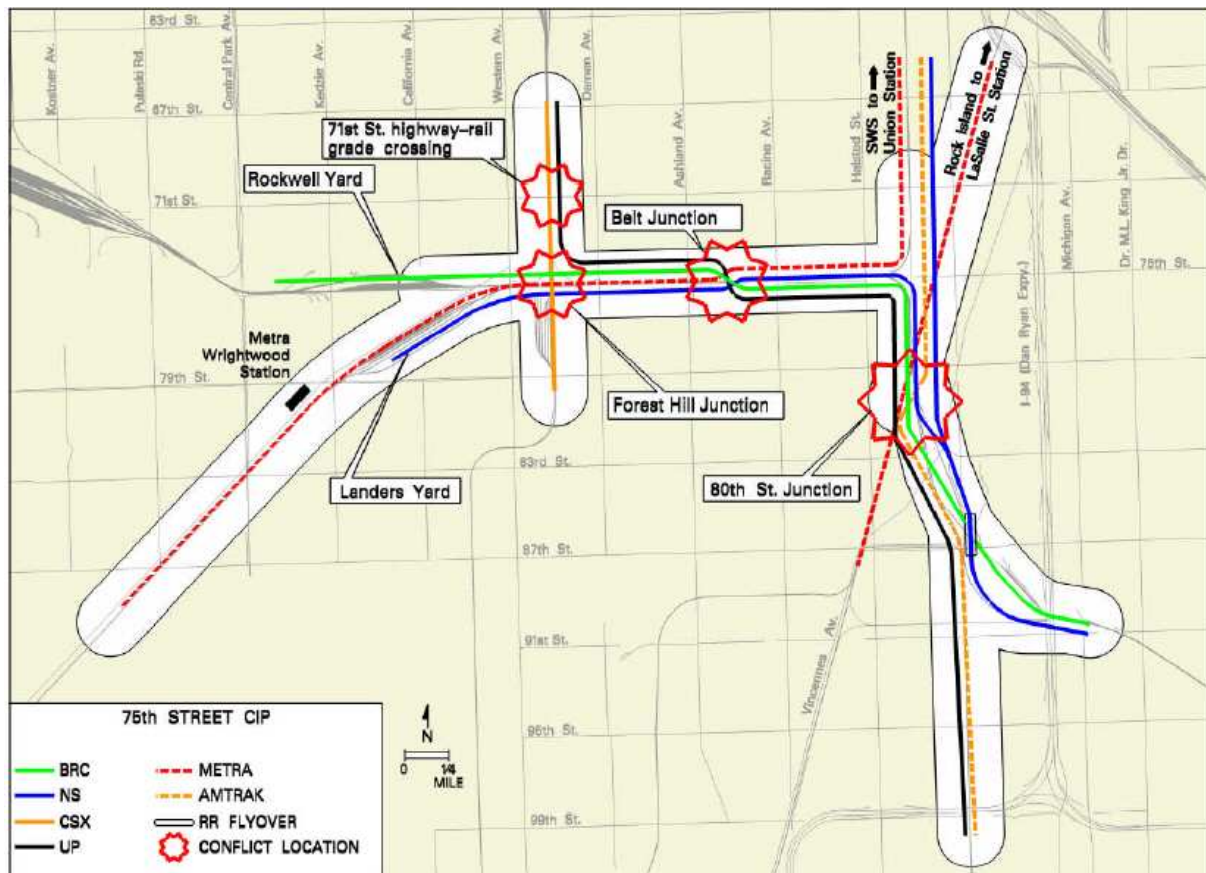 63rd St.
Kostner Av.
Pulaski Rd.
Central Park Av.
Kedzie Av.
California Av.
Western Av.
Damen Av.
67th St.
71st St. highway-rail
grade crossing
Rockwell Yard
71st St.
Ashland Av.
Racine Av.
Halsted St.
SWS to
Union Station
Rock Island to
LaSalle St. Station
Michigan Av.
Dr. M.L. King Jr. Dr.
Belt Junction
75th St.
Metra
Wrightwood
Station
79th St.
I-94 (Dan Ryan Expy.)
Forest Hill Junction
83rd St.
Landers Yard
80th St. Junction
87th St.
91st St.
Vincennes Av.
95th St.
99th St.
75th STREET CIP
BRC
NS
CSX
UP
METRA
AMTRAK
RR FLYOVER
CONFLICT LOCATION
N
0 1/4
MILE